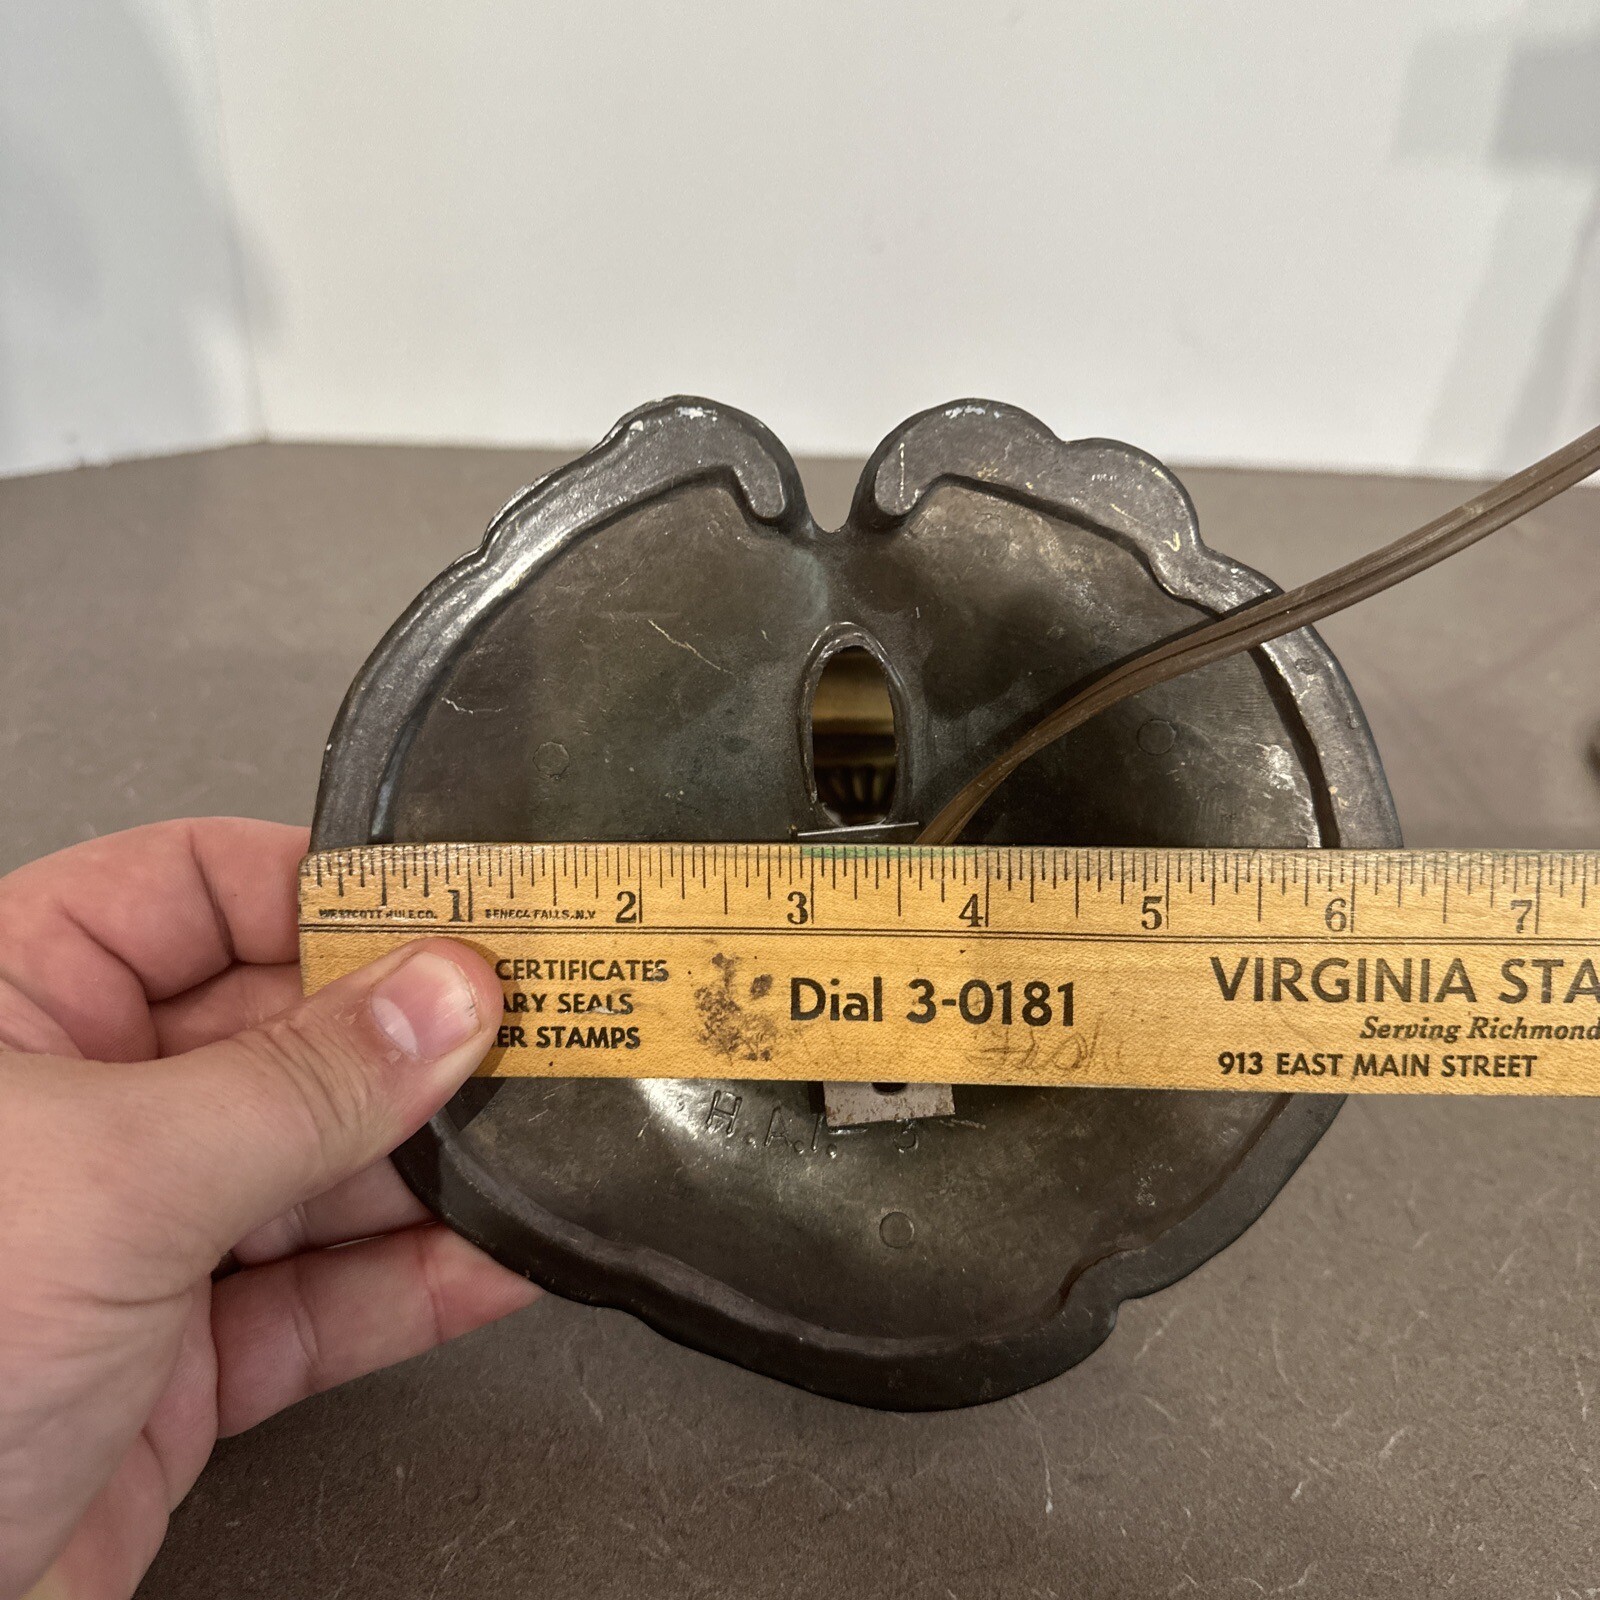 1 2 3 4 5 6 7
WESTCOTT RULE CO. SENECA FALLS, N.Y.
CERTIFICATES
ARY SEALS
ER STAMPS
Dial 3-0181
VIRGINIA STA
Serving Richmond
913 EAST MAIN STREET
H.A.I. 3